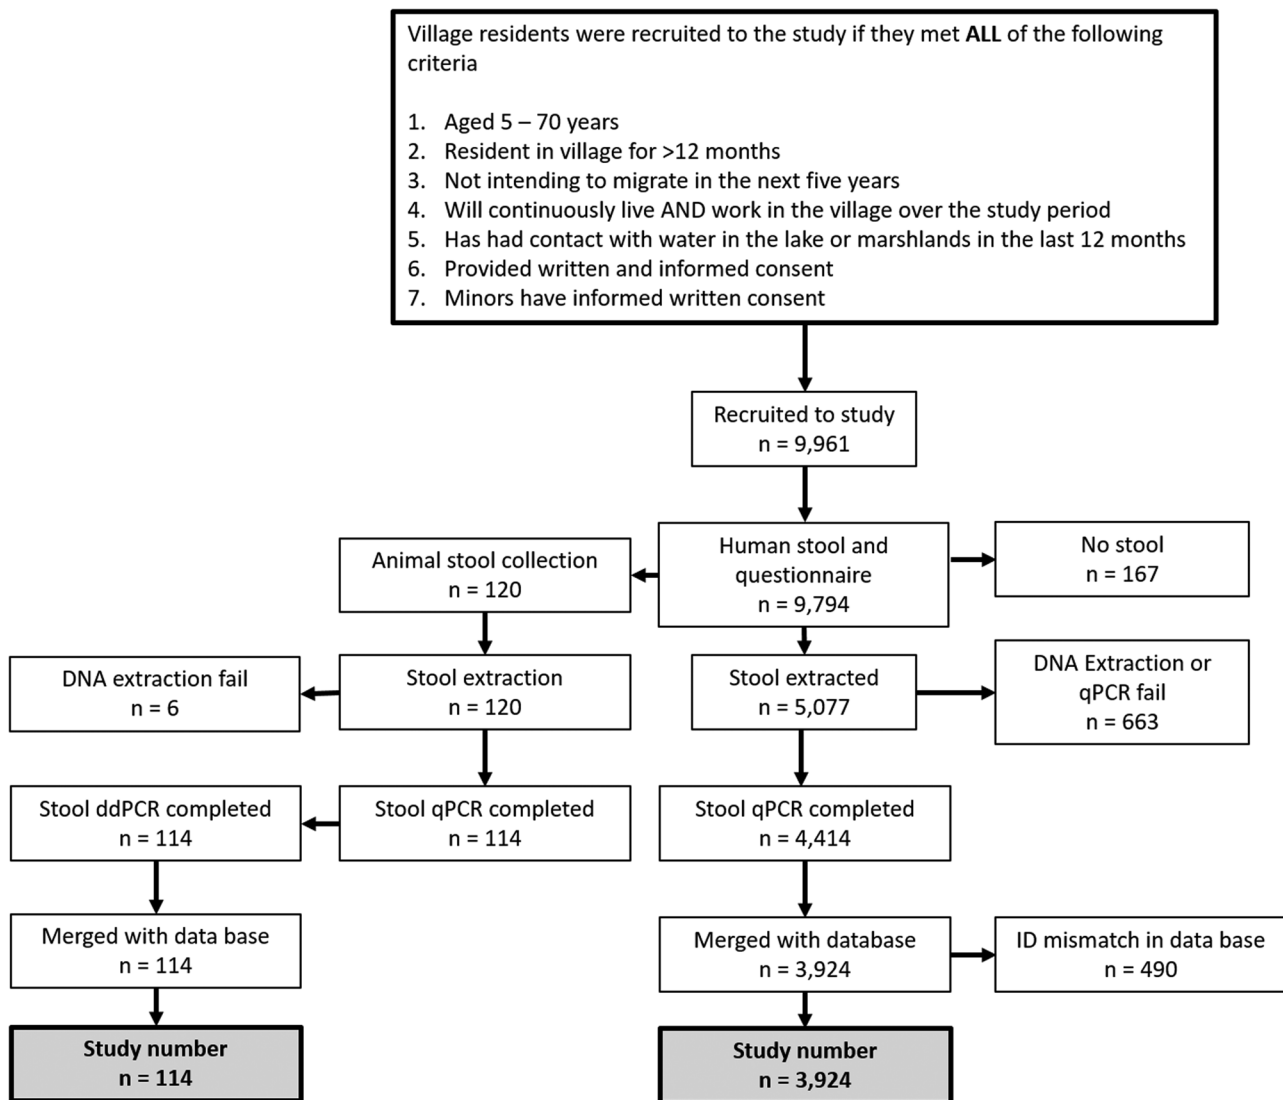 Village residents were recruited to the study if they met ALL of the following
criteria
1. Aged 5 – 70 years
2. Resident in village for >12 months
3. Not intending to migrate in the next five years
4. Will continuously live AND work in the village over the study period
5. Has had contact with water in the lake or marshlands in the last 12 months
6. Provided written and informed consent
7. Minors have informed written consent
Recruited to study
n = 9,961
Animal stool collection
n = 120
Human stool and
questionnaire
n = 9,794
No stool
n = 167
DNA extraction fail
n = 6
Stool extraction
n = 120
Stool extracted
n = 5,077
DNA Extraction or
qPCR fail
n = 663
Stool ddPCR completed
n = 114
Stool qPCR completed
n = 114
Stool qPCR completed
n = 4,414
Merged with data base
n = 114
Merged with database
n = 3,924
ID mismatch in data base
n = 490
Study number
n = 114
Study number
n = 3,924